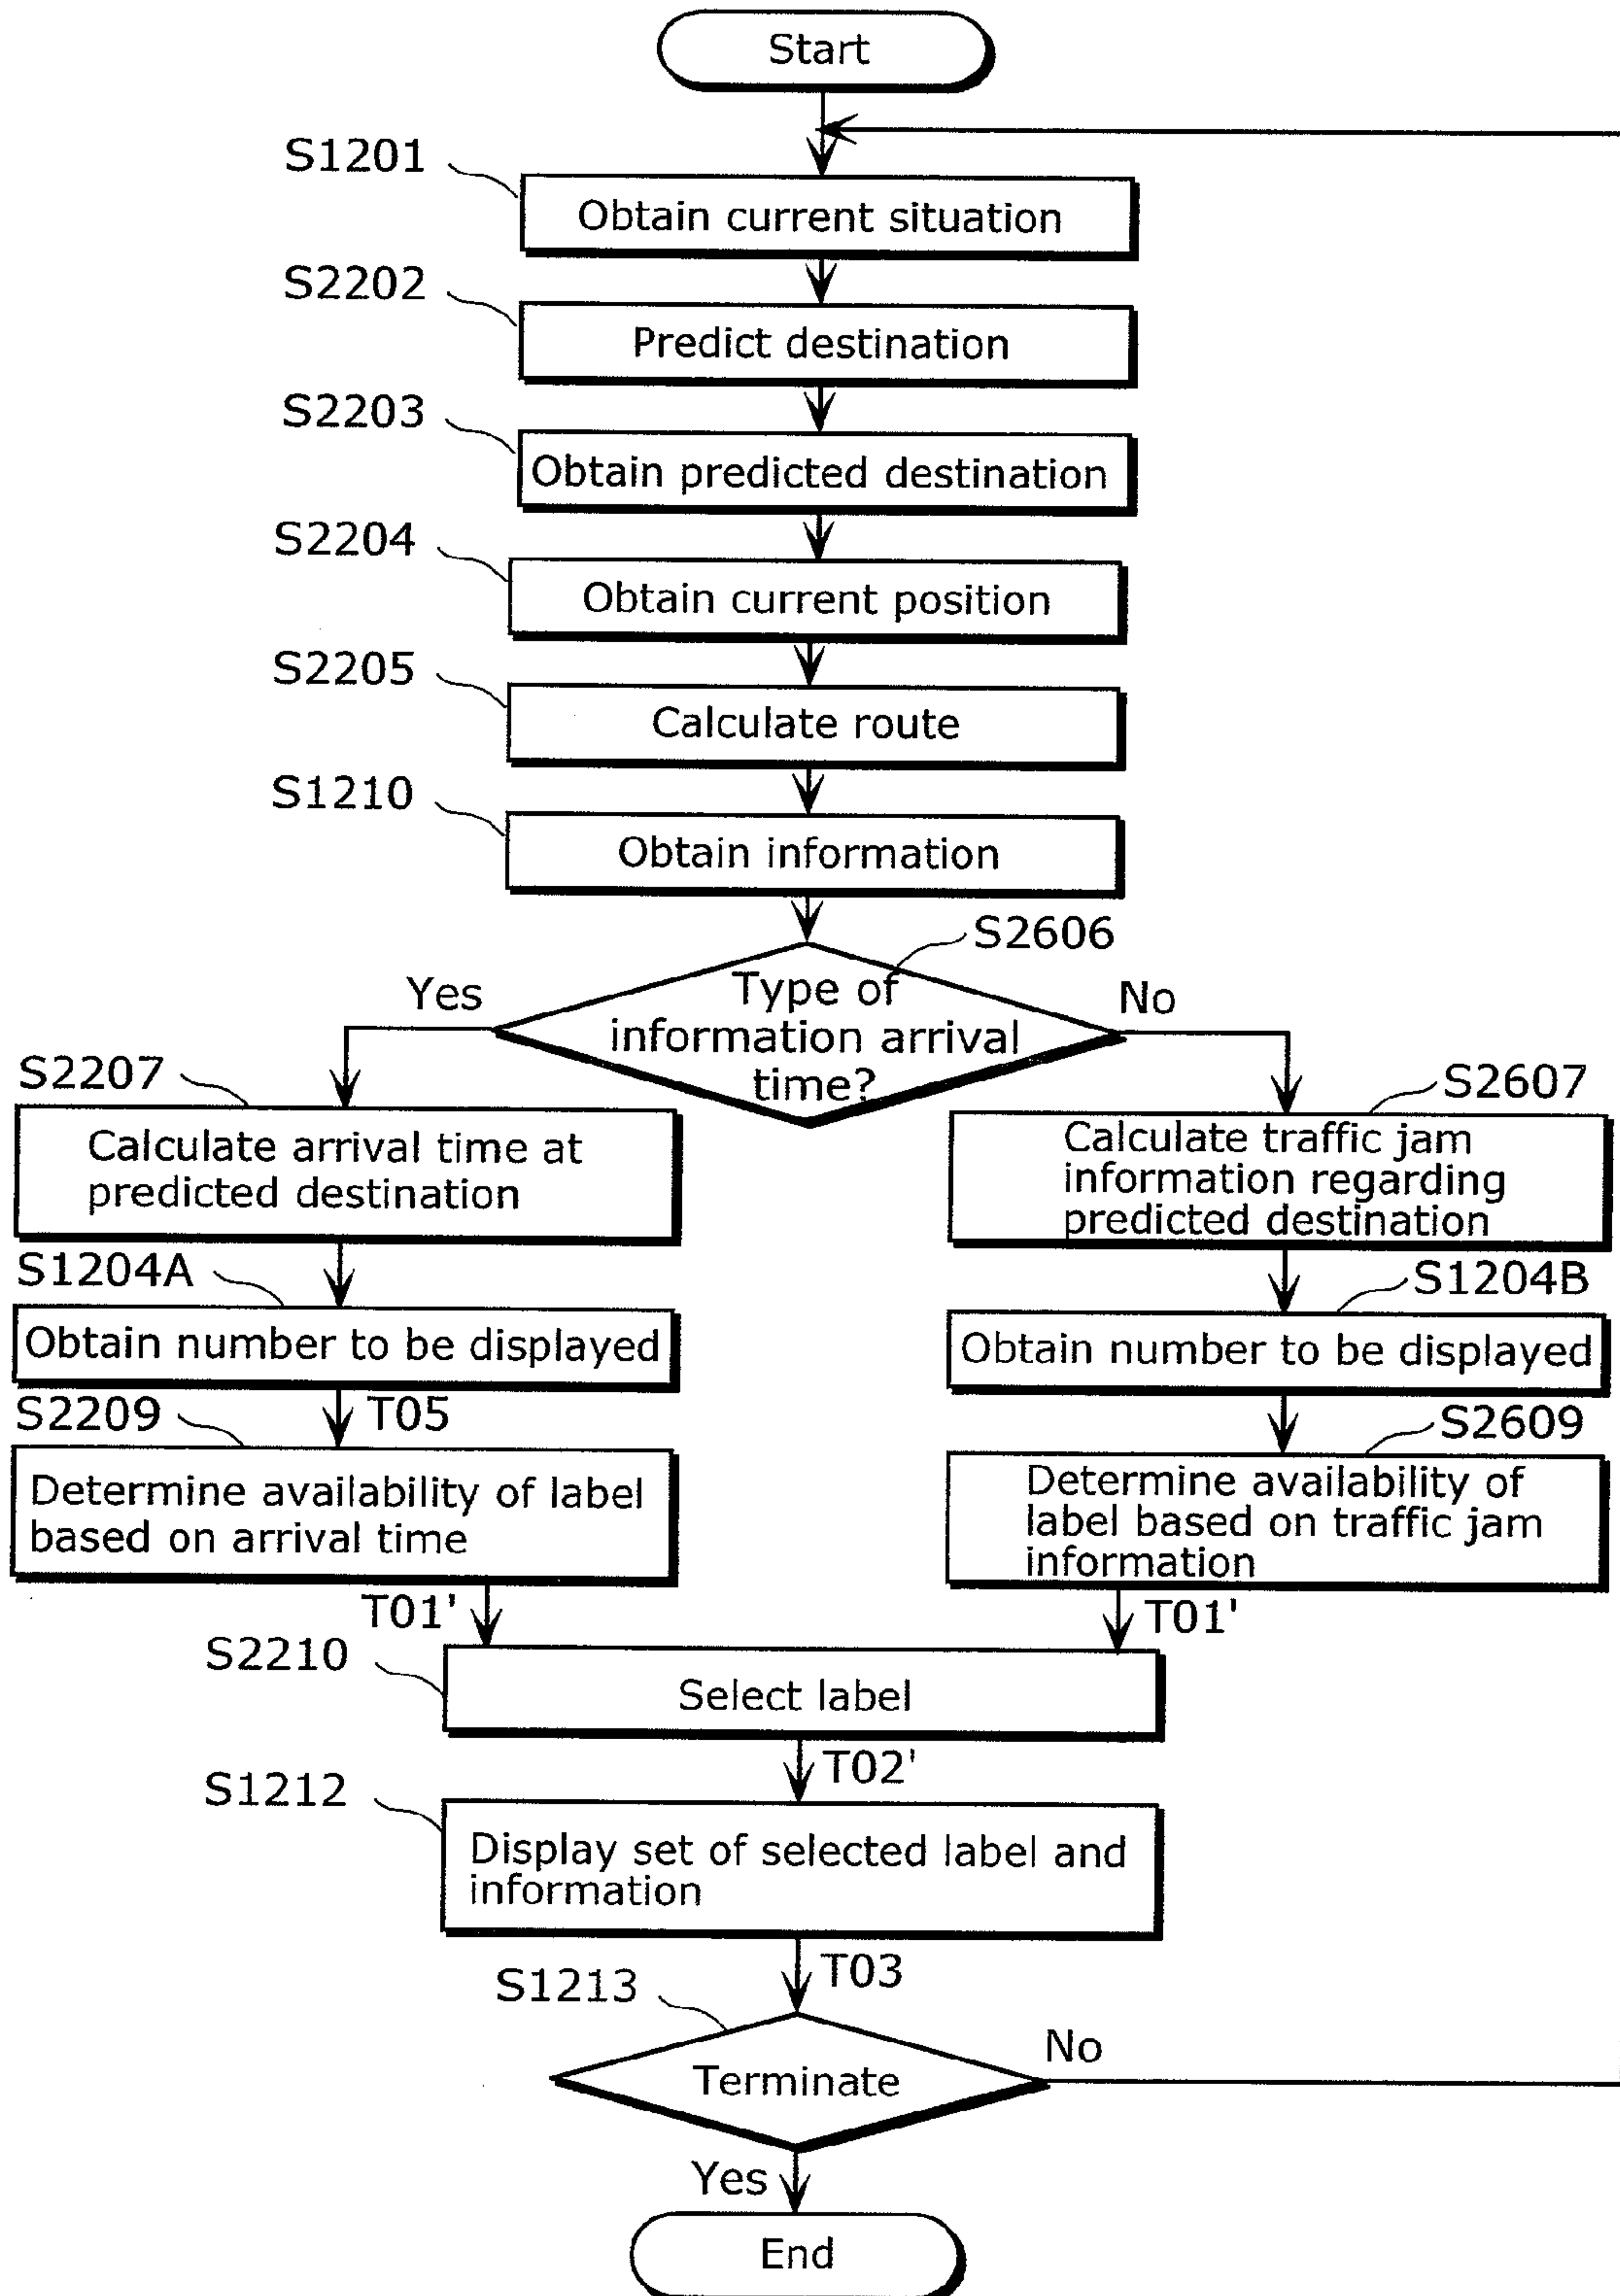 Start
S1201
Obtain current situation
S2202
Predict destination
S2203
Obtain predicted destination
S2204
Obtain current position
S2205
Calculate route
S1210
Obtain information
S2606
Type of
information arrival
time?
Yes
No
S2207
Calculate arrival time at
predicted destination
S2607
Calculate traffic jam
information regarding
predicted destination
S1204A
Obtain number to be displayed
S1204B
Obtain number to be displayed
T05
S2209
Determine availability of label
based on arrival time
S2609
Determine availability of
label based on traffic jam
information
T01'
T01'
S2210
Select label
T02'
S1212
Display set of selected label and
information
T03
S1213
Terminate
No
Yes
End